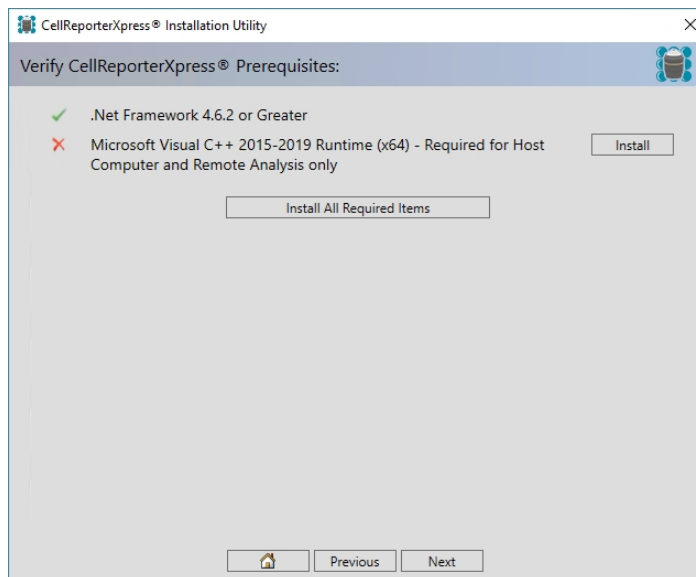 CellReporterXpress® Installation Utility
Verify CellReporterXpress® Prerequisites:
.Net Framework 4.6.2 or Greater
Microsoft Visual C++ 2015-2019 Runtime (x64) - Required for Host
Computer and Remote Analysis only
Install
Install All Required Items
Previous
Next